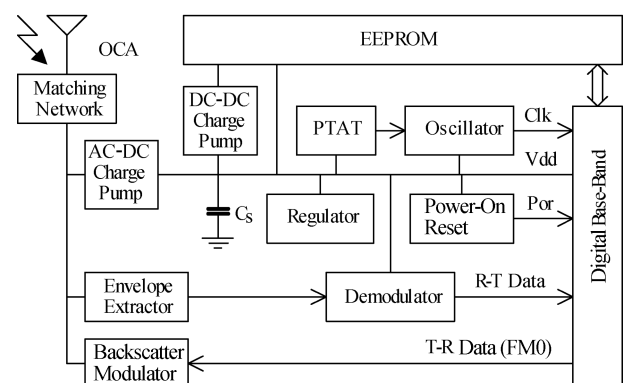 EEPROM
OCA
Matching
Network
DC-DC
Charge
Pump
PTAT
Oscillator
Clk
AC-DC
Charge
Pump
Vdd
Cs
Regulator
Power-On
Reset
Por
Digital Base-Band
Envelope
Extractor
Demodulator
R-T Data
T-R Data (FM0)
Backscatter
Modulator